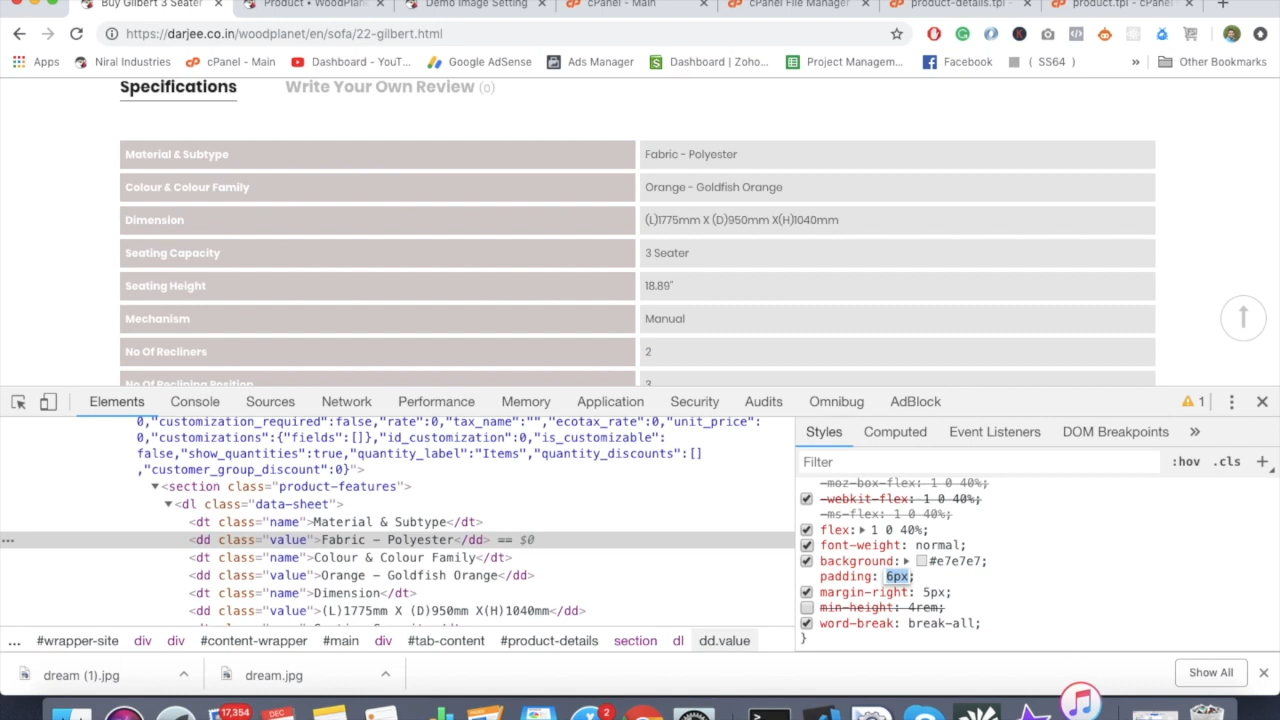 Buy Gilbert 3 Seater
Product • WoodPlane
Demo Image Setting
cPanel - Main
cPanel File Manager
product-details.tpl -
product.tpl - cPanel
https://darjee.co.in/woodplanet/en/sofa/22-gilbert.html
Apps Niral Industries cPanel - Main Dashboard - YouT... Google AdSense Ads Manager Dashboard | Zoho... Project Managem... Facebook ( SS64 ) » Other Bookmarks
Specifications Write Your Own Review (0)
Material & Subtype Fabric - Polyester
Colour & Colour Family Orange - Goldfish Orange
Dimension (L)1775mm X (D)950mm X(H)1040mm
Seating Capacity 3 Seater
Seating Height 18.89"
Mechanism Manual
No Of Recliners 2
No Of Reclining Position 3
Elements Console Sources Network Performance Memory Application Security Audits Omnibug AdBlock 1
0,"customization_required":false,"rate":0,"tax_name":"","ecotax_rate":0,"unit_price":
0,"customizations":{"fields":[]},"id_customization":0,"is_customizable":
false,"show_quantities":true,"quantity_label":"Items","quantity_discounts":[]
,"customer_group_discount":0}">
<section class="product-features">
<dl class="data-sheet">
<dt class="name">Material & Subtype</dt>
<dd class="value">Fabric - Polyester</dd> == $0
<dt class="name">Colour & Colour Family</dt>
<dd class="value">Orange - Goldfish Orange</dd>
<dt class="name">Dimension</dt>
<dd class="value">(L)1775mm X (D)950mm X(H)1040mm</dd>
... #wrapper-site div div #content-wrapper #main div #tab-content #product-details section dl dd.value
Styles Computed Event Listeners DOM Breakpoints »
Filter :hov .cls +
-moz-box-flex: 1 0 40%;
-webkit-flex: 1 0 40%;
-ms-flex: 1 0 40%;
flex: 1 0 40%;
font-weight: normal;
background: #e7e7e7;
padding: 6px;
margin-right: 5px;
min-height: 4rem;
word-break: break-all;
}
dream (1).jpg dream.jpg Show All
17,354
DEC
2